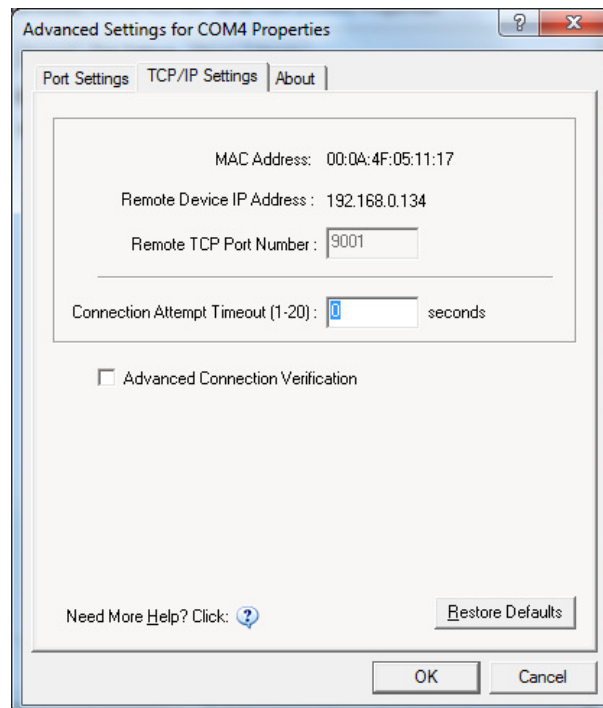 Advanced Settings for COM4 Properties
? X
Port Settings TCP/IP Settings About
MAC Address: 00:0A:4F:05:11:17
Remote Device IP Address : 192.168.0.134
Remote TCP Port Number : 9001
Connection Attempt Timeout (1-20) : 0 seconds
Advanced Connection Verification
Need More Help? Click: ?
Restore Defaults
OK Cancel